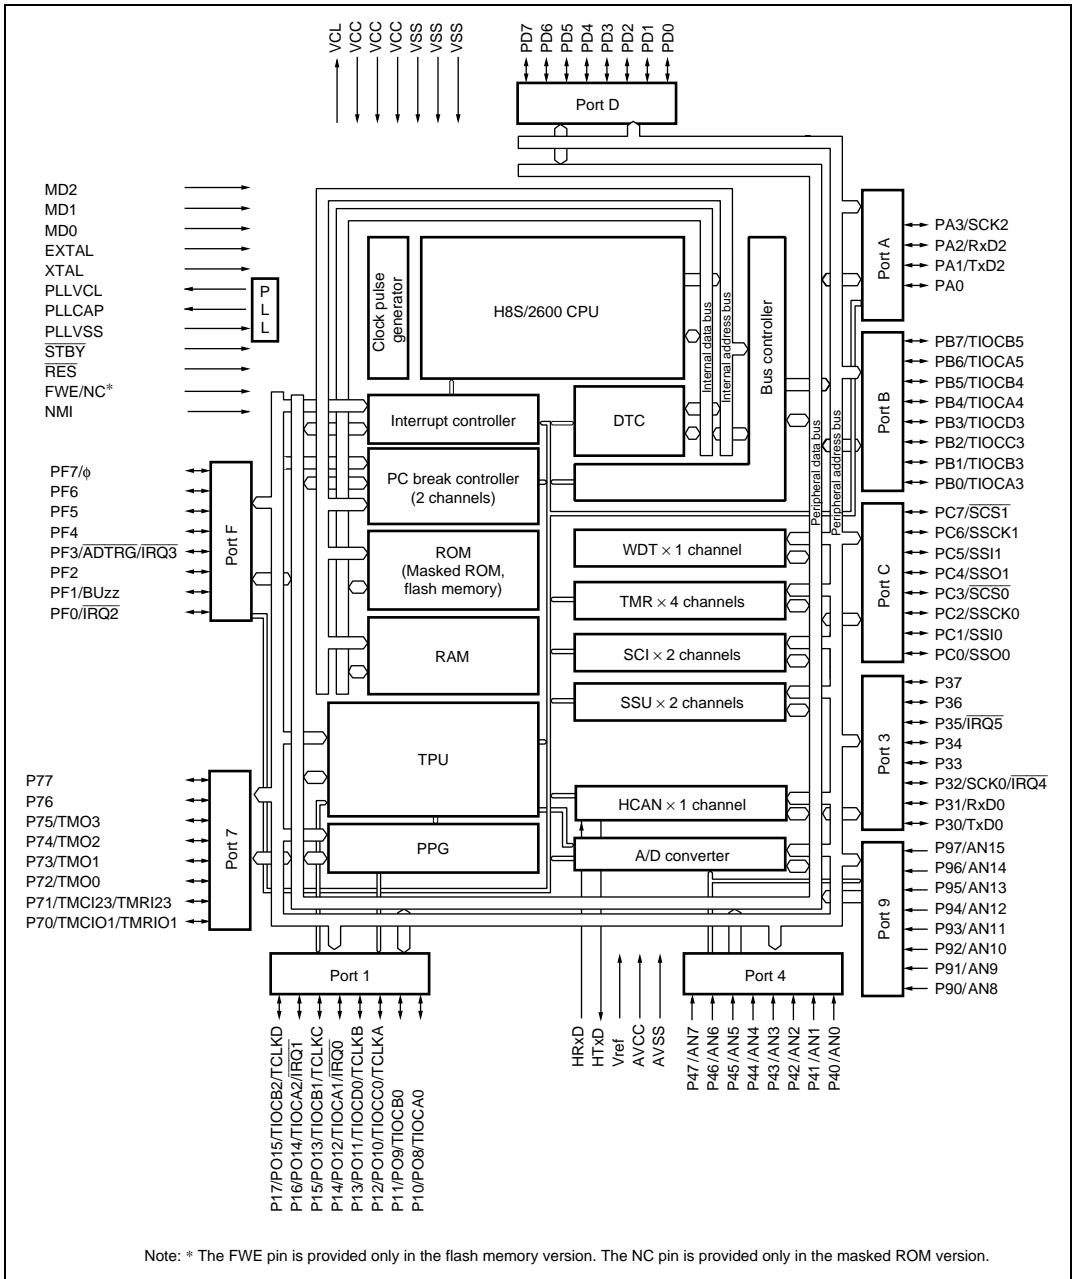 VCL
VCC
VCC
VCC
VSS
VSS
VSS
PD7
PD6
PD5
PD4
PD3
PD2
PD1
PD0
Port D
MD2
MD1
MD0
EXTAL
XTAL
PLLVCL
PLLCAP
PLLVSS
STBY
RES
FWE/NC*
NMI
PLL
Clock pulse
generator
H8S/2600 CPU
Internal data bus
Internal address bus
Bus controller
Peripheral data bus
Peripheral address bus
Interrupt controller
DTC
PC break controller
(2 channels)
ROM
(Masked ROM,
flash memory)
RAM
TPU
PPG
WDT × 1 channel
TMR × 4 channels
SCI × 2 channels
SSU × 2 channels
HCAN × 1 channel
A/D converter
Port A
PA3/SCK2
PA2/RxD2
PA1/TxD2
PA0
Port B
PB7/TIOCB5
PB6/TIOCA5
PB5/TIOCB4
PB4/TIOCA4
PB3/TIOCD3
PB2/TIOCC3
PB1/TIOCB3
PB0/TIOCA3
Port C
PC7/SCS1
PC6/SSCK1
PC5/SSI1
PC4/SSO1
PC3/SCS0
PC2/SSCK0
PC1/SSI0
PC0/SSO0
Port 3
P37
P36
P35/IRQ5
P34
P33
P32/SCK0/IRQ4
P31/RxD0
P30/TxD0
Port 9
P97/AN15
P96/AN14
P95/AN13
P94/AN12
P93/AN11
P92/AN10
P91/AN9
P90/AN8
PF7/ϕ
PF6
PF5
PF4
PF3/ADTRG/IRQ3
PF2
PF1/BUzz
PF0/IRQ2
Port F
P77
P76
P75/TMO3
P74/TMO2
P73/TMO1
P72/TMO0
P71/TMCI23/TMRI23
P70/TMCIO1/TMRIO1
Port 7
Port 1
P17/PO15/TIOCB2/TCLKD
P16/PO14/TIOCA2/IRQ1
P15/PO13/TIOCB1/TCLKC
P14/PO12/TIOCA1/IRQ0
P13/PO11/TIOCD0/TCLKB
P12/PO10/TIOCC0/TCLKA
P11/PO9/TIOCB0
P10/PO8/TIOCA0
HRxD
HTxD
Vref
AVCC
AVSS
Port 4
P47/AN7
P46/AN6
P45/AN5
P44/AN4
P43/AN3
P42/AN2
P41/AN1
P40/AN0
Note: * The FWE pin is provided only in the flash memory version. The NC pin is provided only in the masked ROM version.